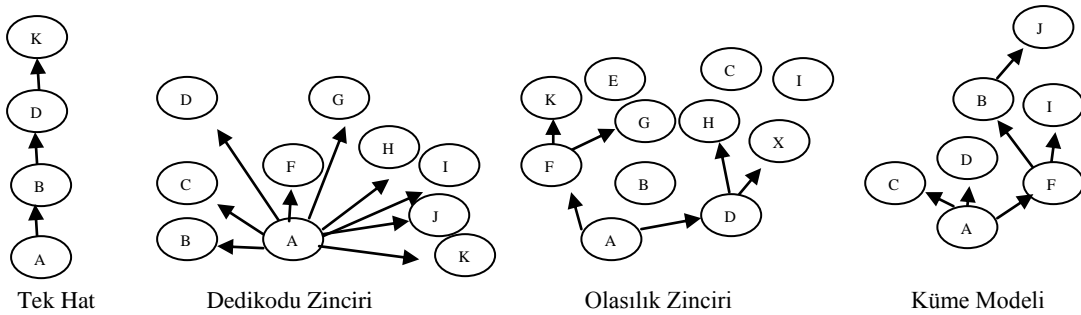 K
D
B
A
Tek Hat
D
G
H
F
I
C
J
B
A
K
Dedikodu Zinciri
C
E
I
K
G
H
X
F
B
D
A
Olasılık Zinciri
J
B
I
D
C
F
A
Küme Modeli